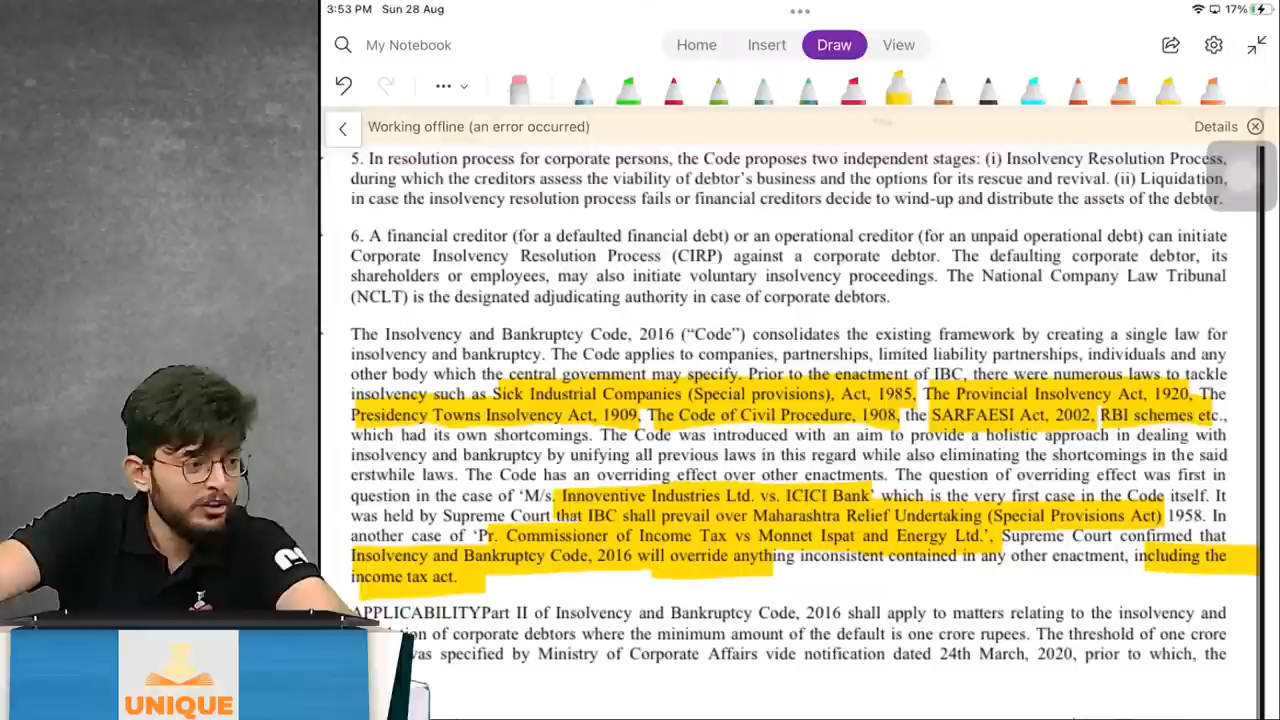 3:53 PM Sun 28 Aug
17%
My Notebook
Home
Insert
Draw
View
Working offline (an error occurred)
Details
5. In resolution process for corporate persons, the Code proposes two independent stages: (i) Insolvency Resolution Process,
during which the creditors assess the viability of debtor's business and the options for its rescue and revival. (ii) Liquidation,
in case the insolvency resolution process fails or financial creditors decide to wind-up and distribute the assets of the debtor.
6. A financial creditor (for a defaulted financial debt) or an operational creditor (for an unpaid operational debt) can initiate
Corporate Insolvency Resolution Process (CIRP) against a corporate debtor. The defaulting corporate debtor, its
shareholders or employees, may also initiate voluntary insolvency proceedings. The National Company Law Tribunal
(NCLT) is the designated adjudicating authority in case of corporate debtors.
The Insolvency and Bankruptcy Code, 2016 ("Code") consolidates the existing framework by creating a single law for
insolvency and bankruptcy. The Code applies to companies, partnerships, limited liability partnerships, individuals and any
other body which the central government may specify. Prior to the enactment of IBC, there were numerous laws to tackle
insolvency such as Sick Industrial Companies (Special provisions), Act, 1985, The Provincial Insolvency Act, 1920, The
Presidency Towns Insolvency Act, 1909, The Code of Civil Procedure, 1908, the SARFAESI Act, 2002, RBI schemes etc.,
which had its own shortcomings. The Code was introduced with an aim to provide a holistic approach in dealing with
insolvency and bankruptcy by unifying all previous laws in this regard while also eliminating the shortcomings in the said
erstwhile laws. The Code has an overriding effect over other enactments. The question of overriding effect was first in
question in the case of 'M/s. Innoventive Industries Ltd. vs. ICICI Bank' which is the very first case in the Code itself. It
was held by Supreme Court that IBC shall prevail over Maharashtra Relief Undertaking (Special Provisions Act) 1958. In
another case of 'Pr. Commissioner of Income Tax vs Monnet Ispat and Energy Ltd.', Supreme Court confirmed that
Insolvency and Bankruptcy Code, 2016 will override anything inconsistent contained in any other enactment, including the
income tax act.
APPLICABILITYPart II of Insolvency and Bankruptcy Code, 2016 shall apply to matters relating to the insolvency and
of corporate debtors where the minimum amount of the default is one crore rupees. The threshold of one crore
was specified by Ministry of Corporate Affairs vide notification dated 24th March, 2020, prior to which, the
UNIQUE